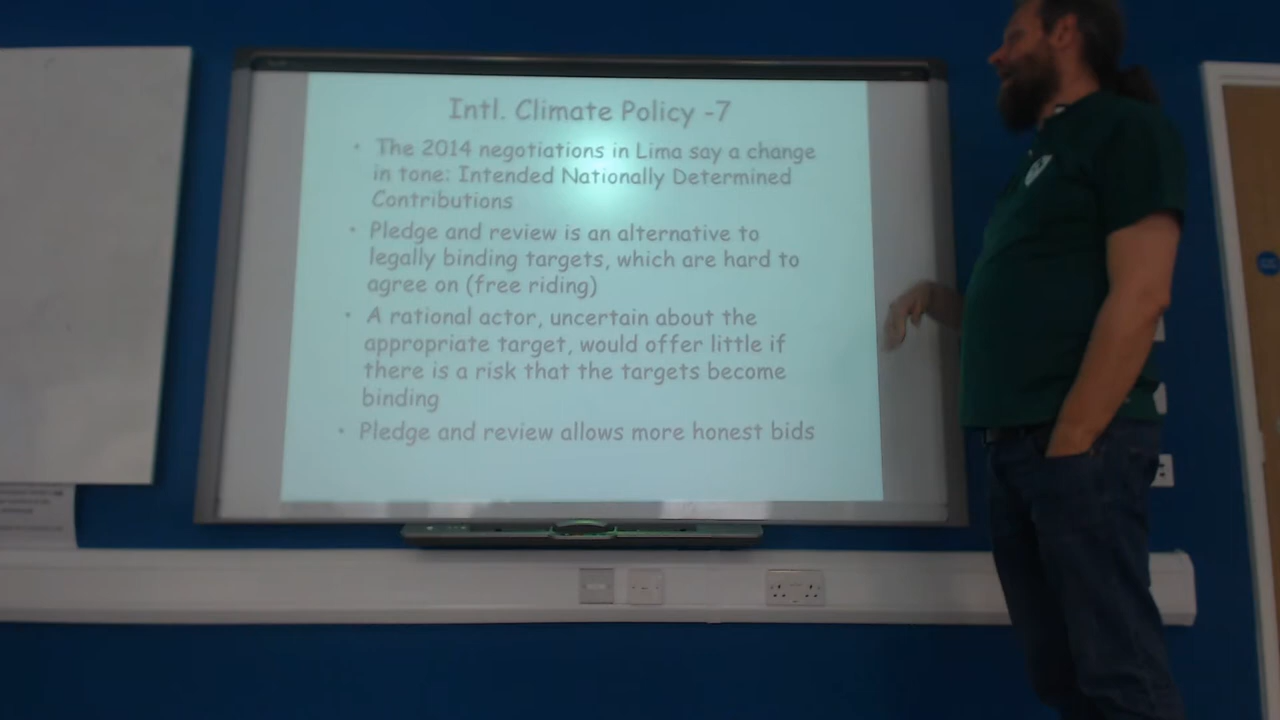 Intl. Climate Policy -7
• The 2014 negotiations in Lima say a change
in tone: Intended Nationally Determined
Contributions
• Pledge and review is an alternative to
legally binding targets, which are hard to
agree on (free riding)
• A rational actor, uncertain about the
appropriate target, would offer little if
there is a risk that the targets become
binding
• Pledge and review allows more honest bids